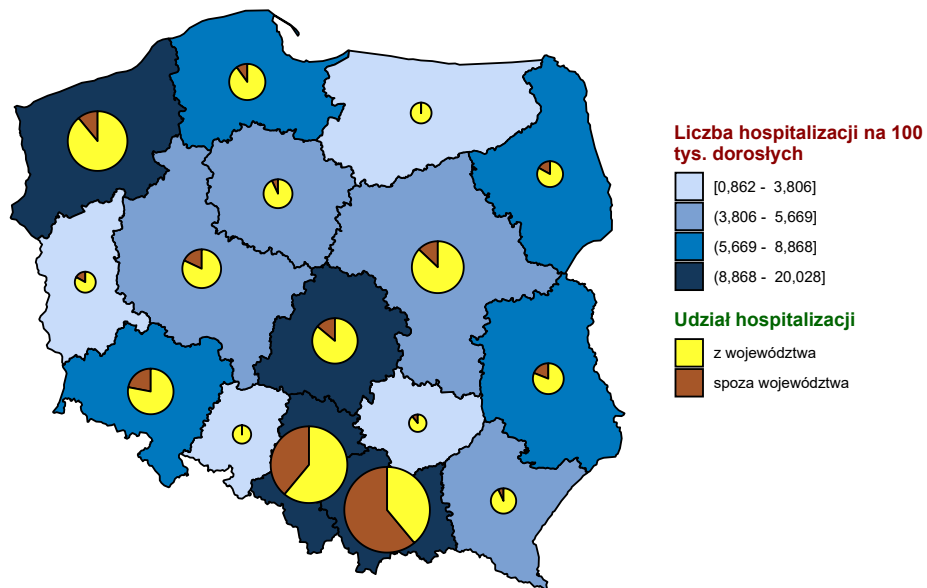 Liczba hospitalizacji na 100
tys. dorosłych
[0,862 - 3,806]
(3,806 - 5,669]
(5,669 - 8,868]
(8,868 - 20,028]
Udział hospitalizacji
z województwa
spoza województwa